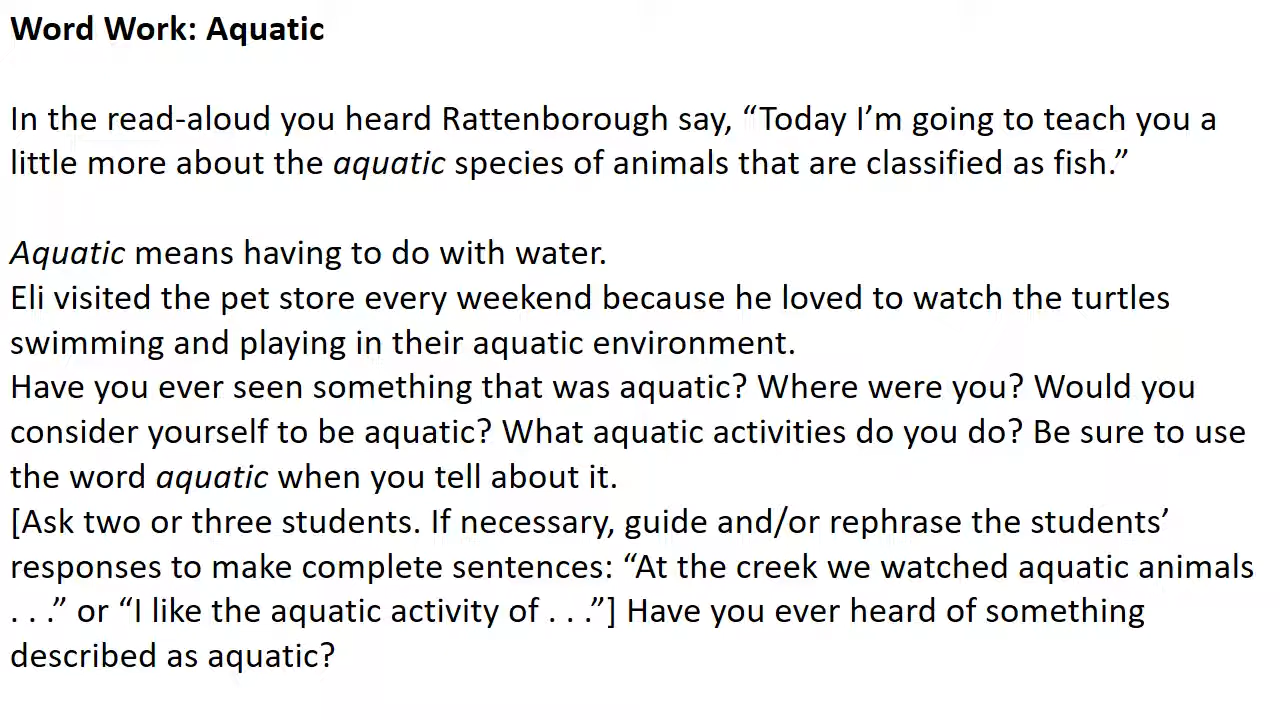 Word Work: Aquatic
In the read-aloud you heard Rattenborough say, “Today I’m going to teach you a
little more about the aquatic species of animals that are classified as fish.”
Aquatic means having to do with water.
Eli visited the pet store every weekend because he loved to watch the turtles
swimming and playing in their aquatic environment.
Have you ever seen something that was aquatic? Where were you? Would you
consider yourself to be aquatic? What aquatic activities do you do? Be sure to use
the word aquatic when you tell about it.
[Ask two or three students. If necessary, guide and/or rephrase the students’
responses to make complete sentences: “At the creek we watched aquatic animals
. . .” or “I like the aquatic activity of . . .”] Have you ever heard of something
described as aquatic?